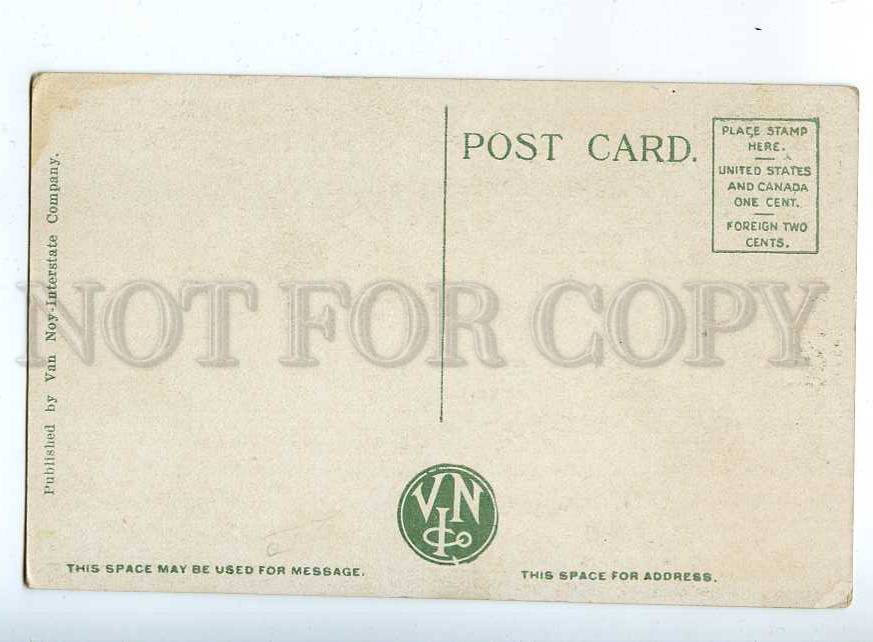 Published by Van Noy-Interstate Company.
POST CARD.
PLACE STAMP
HERE.
UNITED STATES
AND CANADA
ONE CENT.
FOREIGN TWO
CENTS.
NOT FOR COPY
VN
I Co
THIS SPACE MAY BE USED FOR MESSAGE.
THIS SPACE FOR ADDRESS.